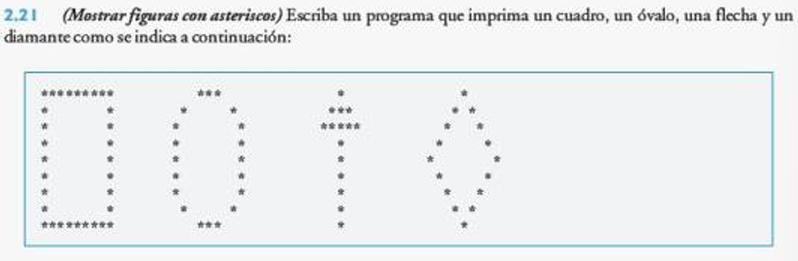 2.21 (Mostrar figuras con asteriscos) Escriba un programa que imprima un cuadro, un óvalo, una flecha y un
diamante como se indica a continuación:
*********          ***            *              *
*       *        *     *         ***            * *
*       *       *       *       *****          *   *
*       *       *       *         *           *     *
*       *       *       *         *          *       *
*       *       *       *         *           *     *
*       *       *       *         *            *   *
*       *        *     *          *             * *
*********          ***            *              *